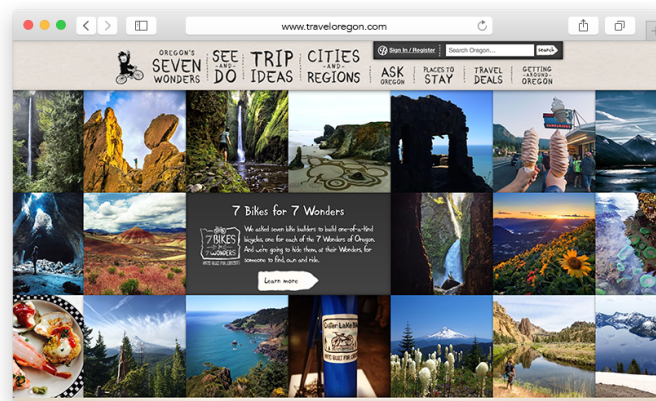 www.traveloregon.com
Sign In / Register
Search Oregon...
search
OREGON'S
SEVEN
WONDERS
SEE
-AND-
DO
TRIP
IDEAS
CITIES
-AND-
REGIONS
ASK
OREGON
PLACES TO
STAY
TRAVEL
DEALS
GETTING
-AROUND-
OREGON
7 Bikes for 7 Wonders
7 BIKES
for
7 WONDERS
We asked seven bike builders to build one-of-a-kind
bicycles, one for each of the 7 Wonders of Oregon.
And we're going to hide them, at their Wonders, for
someone to find, own and ride.
Learn more
Crater Lake